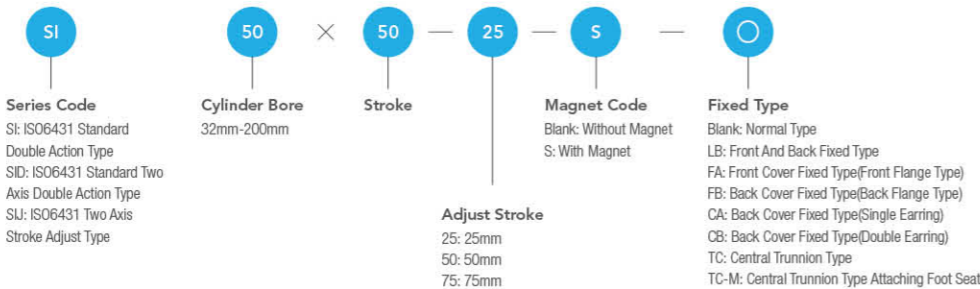 SI 50 × 50 — 25 — S — O
Series Code
SI: ISO6431 Standard
Double Action Type
SID: ISO6431 Standard Two
Axis Double Action Type
SIJ: ISO6431 Two Axis
Stroke Adjust Type
Cylinder Bore
32mm-200mm
Stroke
Adjust Stroke
25: 25mm
50: 50mm
75: 75mm
Magnet Code
Blank: Without Magnet
S: With Magnet
Fixed Type
Blank: Normal Type
LB: Front And Back Fixed Type
FA: Front Cover Fixed Type(Front Flange Type)
FB: Back Cover Fixed Type(Back Flange Type)
CA: Back Cover Fixed Type(Single Earring)
CB: Back Cover Fixed Type(Double Earring)
TC: Central Trunnion Type
TC-M: Central Trunnion Type Attaching Foot Seat